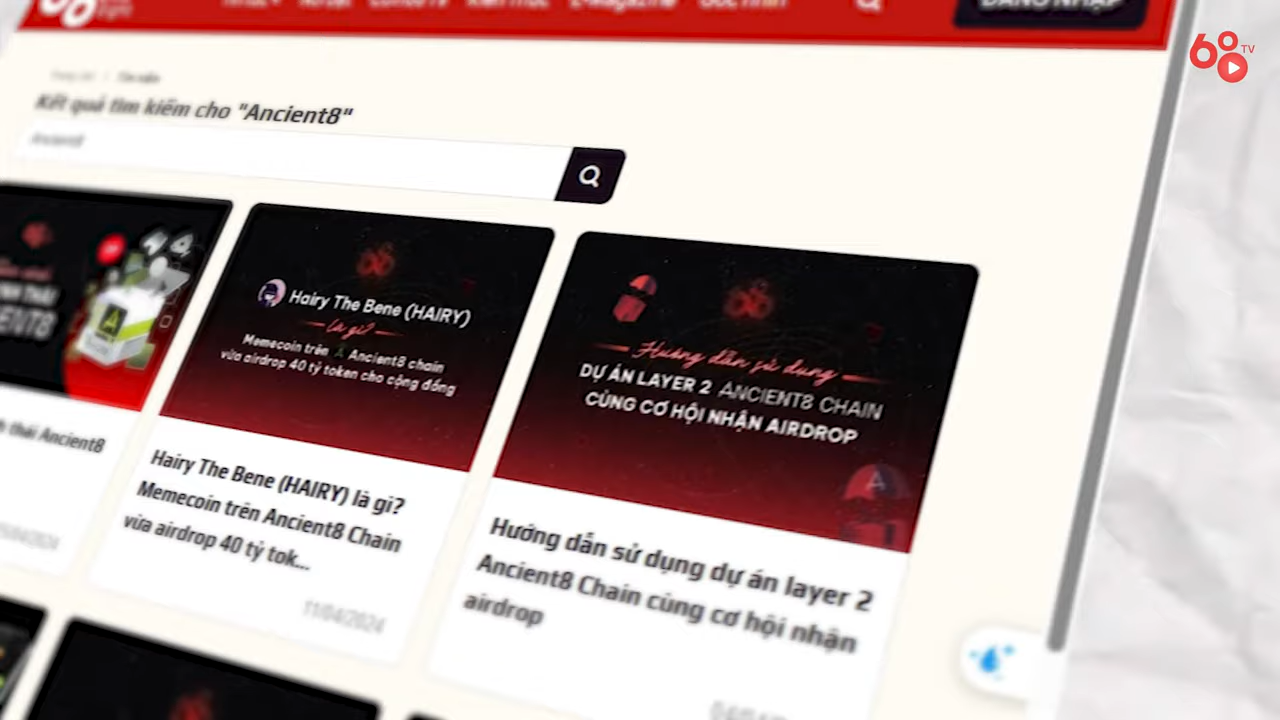 TV
Kết quả tìm kiếm cho "Ancient8"
Ancient8
Hairy The Bene (HAIRY)
là gì?
Memecoin trên Ancient8 chain
vừa airdrop 40 tỷ token cho cộng đồng
Hairy The Bene (HAIRY) là gì?
Memecoin trên Ancient8 Chain
vừa airdrop 40 tỷ tok...
11/04/2024
Hướng dẫn sử dụng
DỰ ÁN LAYER 2 ANCIENT8 CHAIN
CÙNG CƠ HỘI NHẬN AIRDROP
Hướng dẫn sử dụng dự án layer 2
Ancient8 Chain cùng cơ hội nhận
airdrop
thái Ancient8